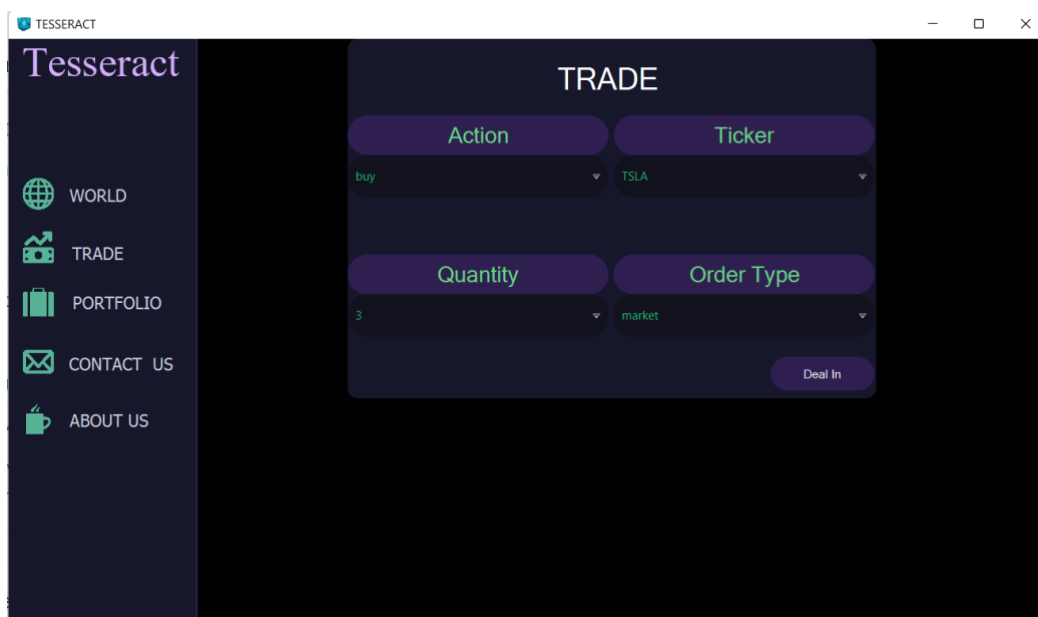 TESSERACT
Tesseract
WORLD
TRADE
PORTFOLIO
CONTACT US
ABOUT US
TRADE
Action Ticker
buy TSLA
Quantity Order Type
3 market
Deal In